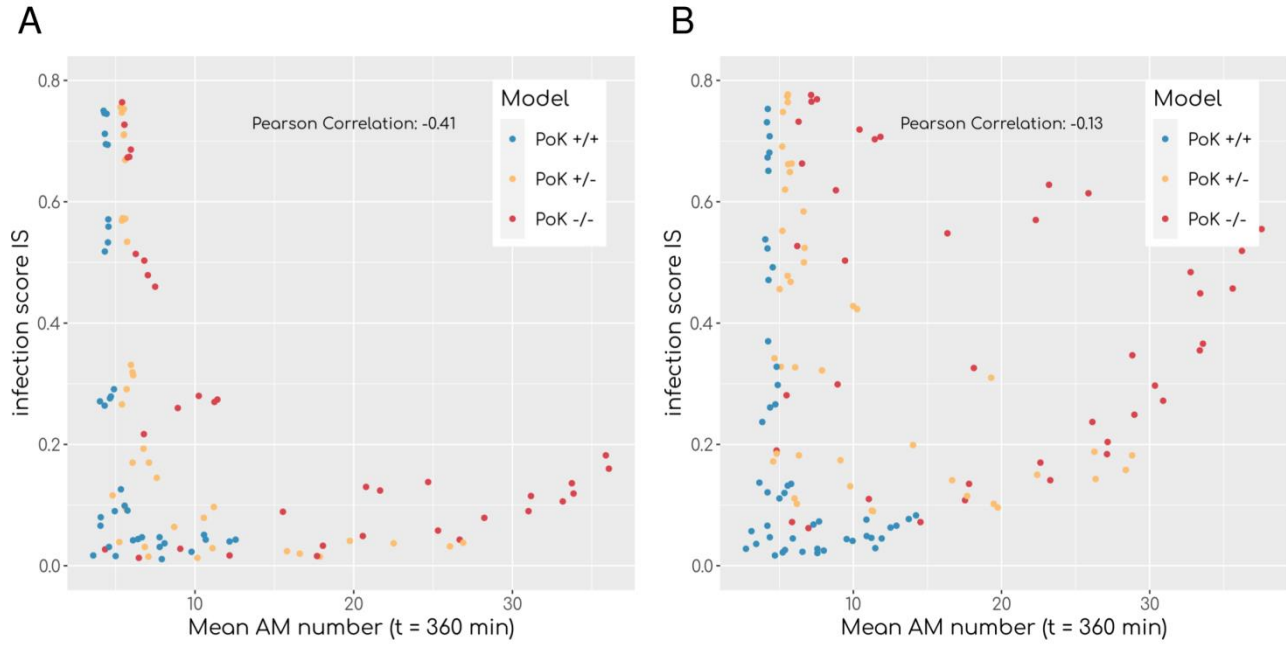 A
infection score IS
0.8
0.6
0.4
0.2
0.0
Pearson Correlation: -0.41
Model
PoK +/+
PoK +/-
PoK -/-
10
20
30
Mean AM number (t = 360 min)
B
infection score IS
0.8
0.6
0.4
0.2
0.0
Pearson Correlation: -0.13
Model
PoK +/+
PoK +/-
PoK -/-
10
20
30
Mean AM number (t = 360 min)